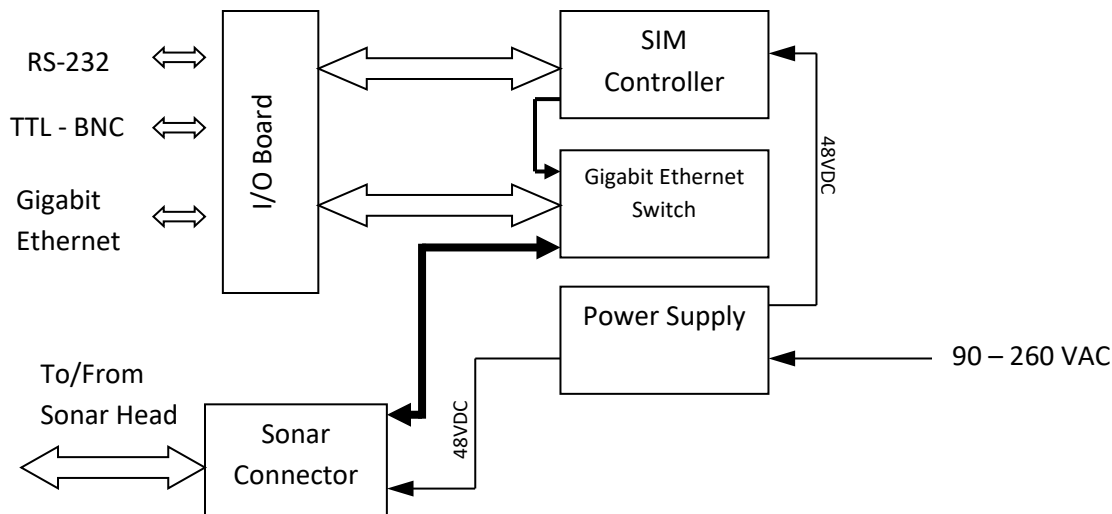 RS-232
TTL - BNC
Gigabit
Ethernet
I/O Board
SIM
Controller
Gigabit Ethernet
Switch
48VDC
Power Supply
90 – 260 VAC
To/From
Sonar Head
Sonar
Connector
48VDC